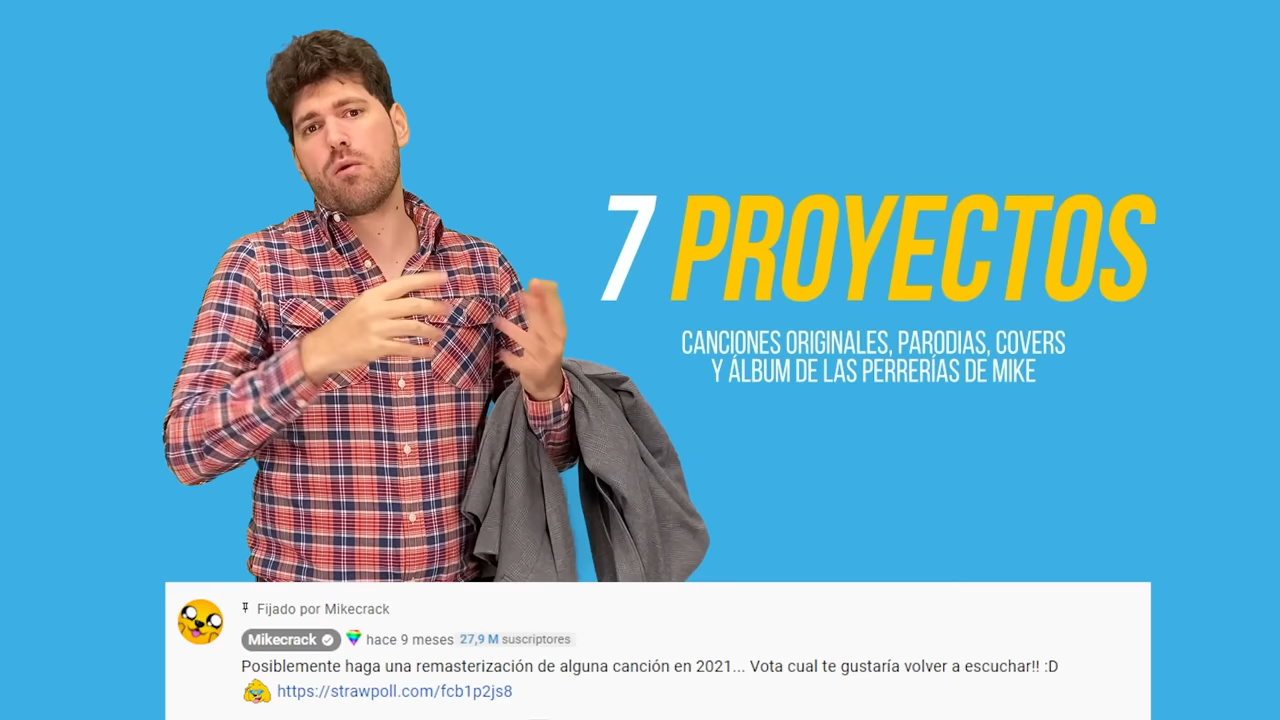 7 PROYECTOS
CANCIONES ORIGINALES, PARODIAS, COVERS
Y ÁLBUM DE LAS PERRERÍAS DE MIKE
Fijado por Mikecrack
Mikecrack hace 9 meses 27,9 M suscriptores
Posiblemente haga una remasterización de alguna canción en 2021... Vota cual te gustaría volver a escuchar!! :D
https://strawpoll.com/fcb1p2js8